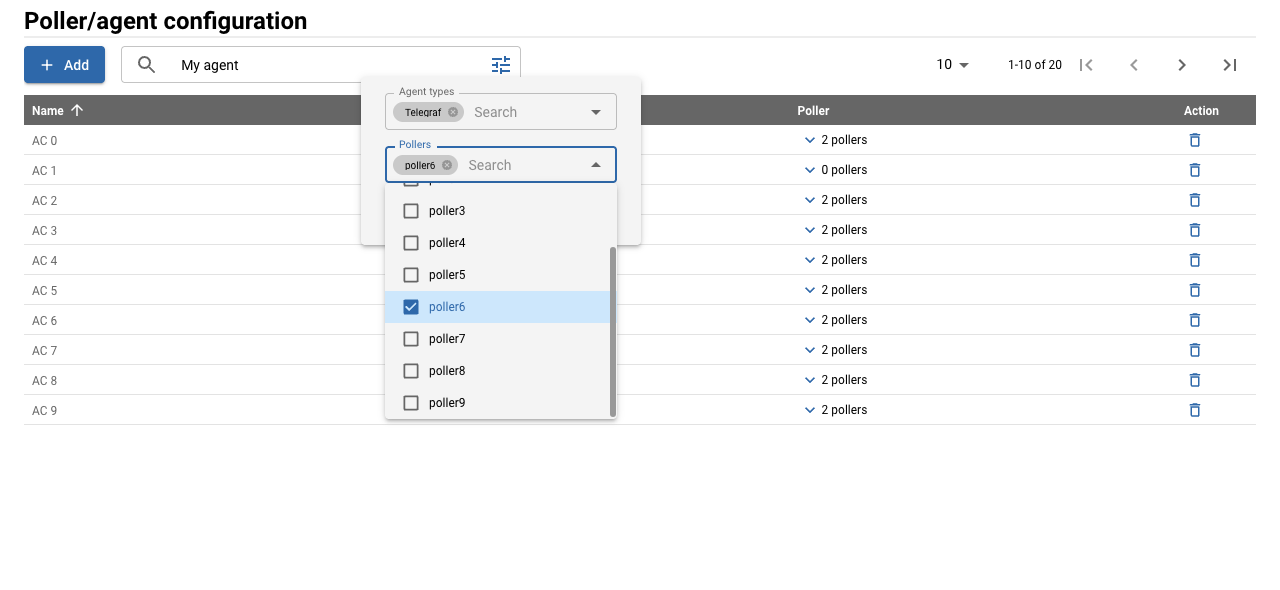 Poller/agent configuration
Add
My agent
10
1-10 of 20
Agent types
Telegraf
Search
Pollers
poller6
Search
poller3
poller4
poller5
poller6
poller7
poller8
poller9
Name
Poller
Action
AC 0
2 pollers
AC 1
0 pollers
AC 2
2 pollers
AC 3
2 pollers
AC 4
2 pollers
AC 5
2 pollers
AC 6
2 pollers
AC 7
2 pollers
AC 8
2 pollers
AC 9
2 pollers